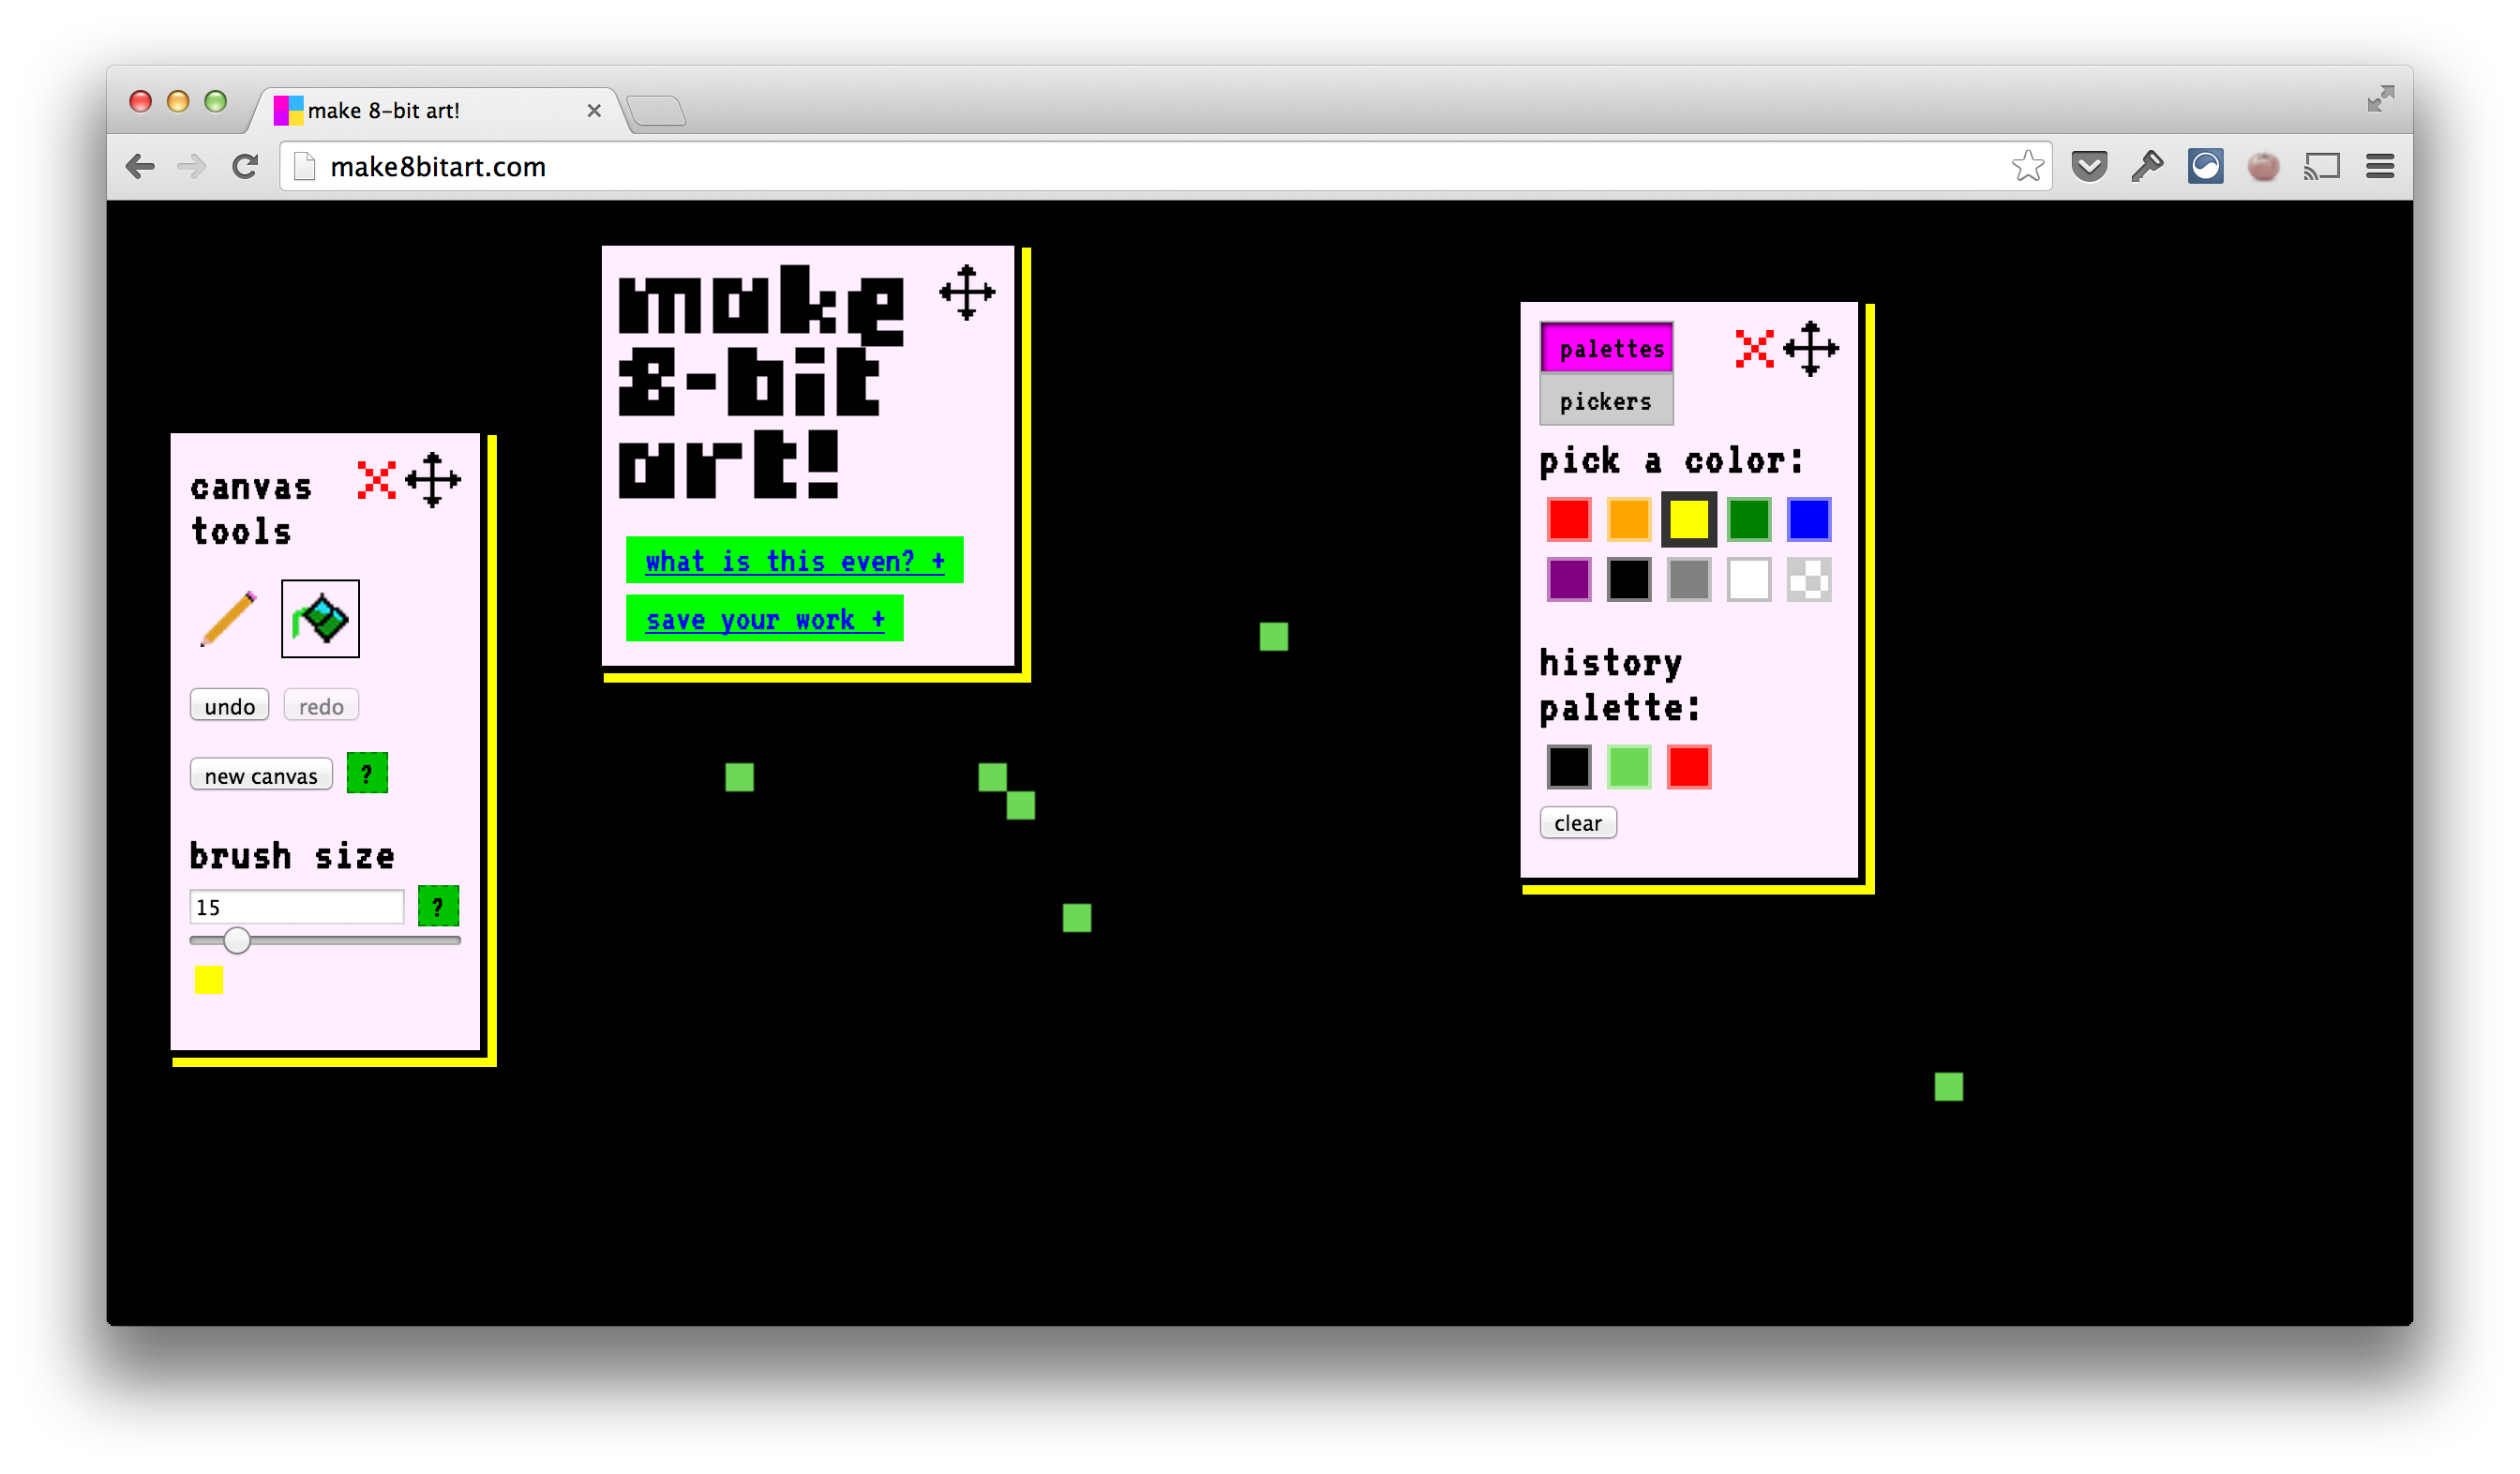 make 8-bit art!
make8bitart.com
make
8-bit
art!
what is this even? +
save your work +
canvas
tools
undo redo
new canvas ?
brush size
15 ?
palettes
pickers
pick a color:
history
palette:
clear